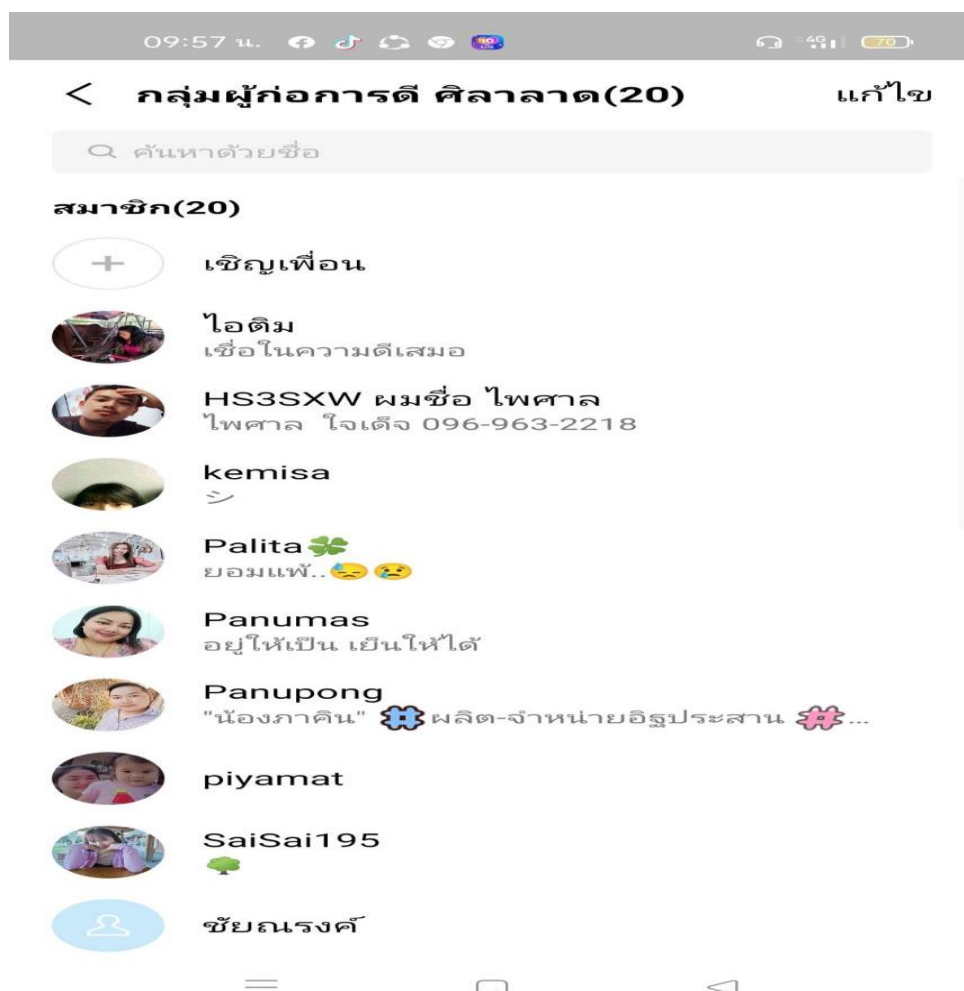 09:57 น.
4G 70
กลุ่มผู้ก่อการดี ศิลาลาด(20) แก้ไข
ค้นหาด้วยชื่อ
สมาชิก(20)
เชิญเพื่อน
ไอติม
เชื่อในความดีเสมอ
HS3SXW ผมชื่อ ไพศาล
ไพศาล ใจเด็จ 096-963-2218
kemisa
シ
Palita🍀
ยอมแพ้..😓😢
Panumas
อยู่ให้เป็น เย็นให้ได้
Panupong
"น้องภาคิน" #ผลิต-จำหน่ายอิฐประสาน #...
piyamat
SaiSai195
🌳
ชัยณรงค์